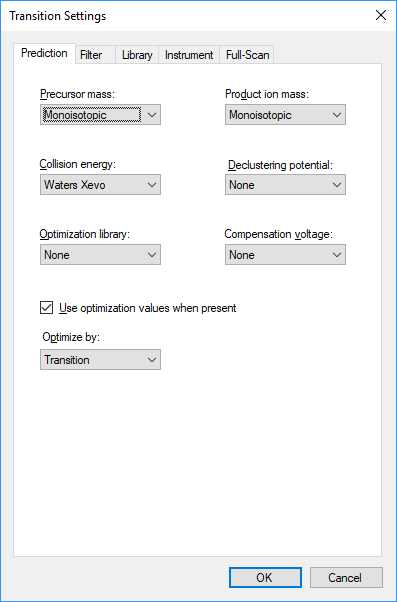 Transition Settings
Prediction Filter Library Instrument Full-Scan
Precursor mass: Product ion mass:
Monoisotopic Monoisotopic
Collision energy: Declustering potential:
Waters Xevo None
Optimization library: Compensation voltage:
None None
Use optimization values when present
Optimize by:
Transition
OK Cancel